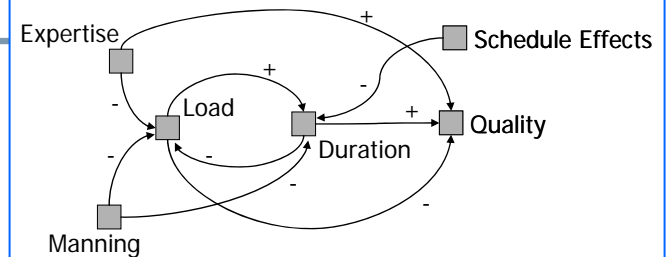 +
Expertise
Schedule Effects
-
+
-
Load
+
Quality
-
-
Duration
-
-
Manning